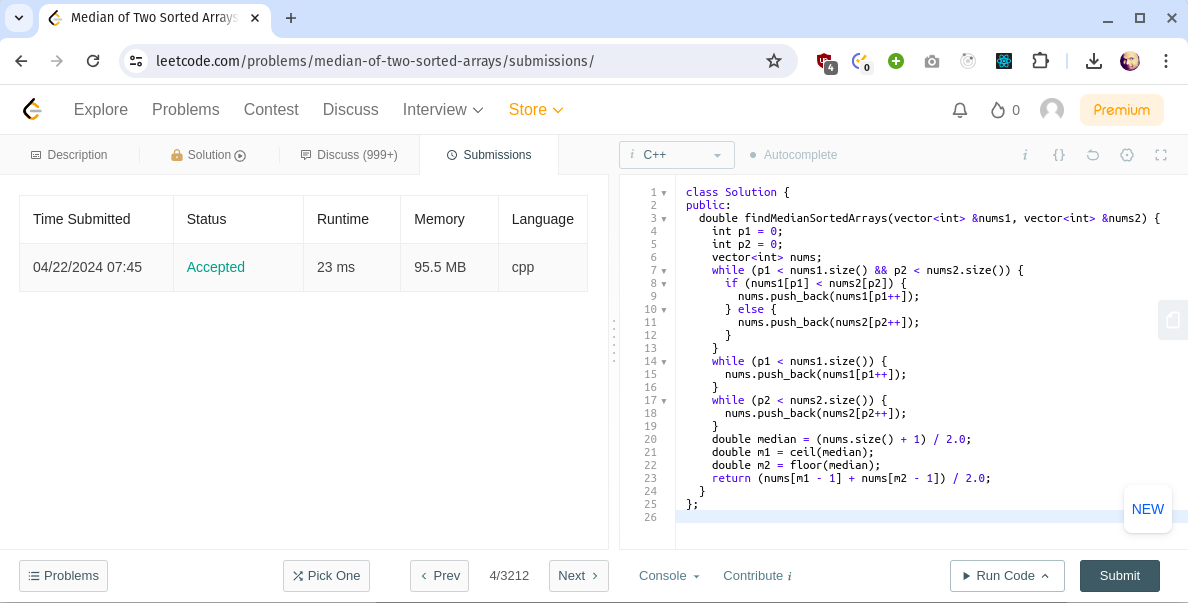 Median of Two Sorted Arrays
leetcode.com/problems/median-of-two-sorted-arrays/submissions/
4
0
Explore Problems Contest Discuss Interview Store
0
Premium
Description Solution Discuss (999+) Submissions
i C++ Autocomplete
i {}
Time Submitted Status Runtime Memory Language
04/22/2024 07:45 Accepted 23 ms 95.5 MB cpp
1 class Solution {
2 public:
3 double findMedianSortedArrays(vector<int> &nums1, vector<int> &nums2) {
4 int p1 = 0;
5 int p2 = 0;
6 vector<int> nums;
7 while (p1 < nums1.size() && p2 < nums2.size()) {
8 if (nums1[p1] < nums2[p2]) {
9 nums.push_back(nums1[p1++]);
10 } else {
11 nums.push_back(nums2[p2++]);
12 }
13 }
14 while (p1 < nums1.size()) {
15 nums.push_back(nums1[p1++]);
16 }
17 while (p2 < nums2.size()) {
18 nums.push_back(nums2[p2++]);
19 }
20 double median = (nums.size() + 1) / 2.0;
21 double m1 = ceil(median);
22 double m2 = floor(median);
23 return (nums[m1 - 1] + nums[m2 - 1]) / 2.0;
24 }
25 };
26
NEW
Problems Pick One Prev 4/3212 Next Console Contribute i Run Code Submit